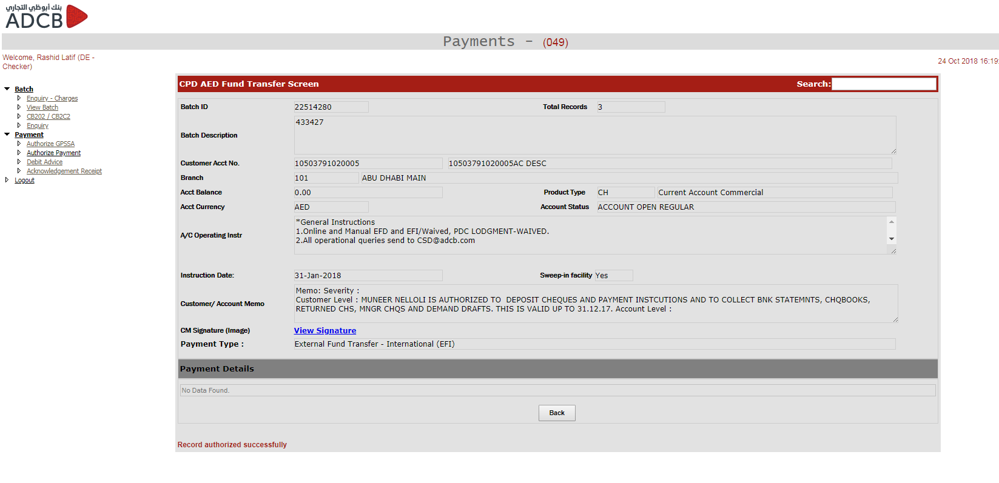 بنك أبوظبي التجاري
ADCB
Payments - (049)
Welcome, Rashid Latif (DE -
Checker)
24 Oct 2018 16:19:
Batch
Enquiry - Charges
View Batch
CB202 / CB2C2
Enquiry
Payment
Authorize GPSSA
Authorize Payment
Debit Advice
Acknowledgement Receipt
Logout
CPD AED Fund Transfer Screen Search:
Batch ID 22514280 Total Records 3
Batch Description 433427
Customer Acct No. 10503791020005 10503791020005AC DESC
Branch 101 ABU DHABI MAIN
Acct Balance 0.00 Product Type CH Current Account Commercial
Acct Currency AED Account Status ACCOUNT OPEN REGULAR
A/C Operating Instr
*General Instructions
1.Online and Manual EFD and EFI/Waived, PDC LODGMENT-WAIVED.
2.All operational queries send to CSD@adcb.com
Instruction Date: 31-Jan-2018 Sweep-in facility Yes
Customer/ Account Memo
Memo: Severity :
Customer Level : MUNEER NELLOLI IS AUTHORIZED TO DEPOSIT CHEQUES AND PAYMENT INSTCUTIONS AND TO COLLECT BNK STATEMNTS, CHQBOOKS,
RETURNED CHS, MNGR CHQS AND DEMAND DRAFTS. THIS IS VALID UP TO 31.12.17. Account Level :
CM Signature (Image) View Signature
Payment Type : External Fund Transfer - International (EFI)
Payment Details
No Data Found.
Back
Record authorized successfully